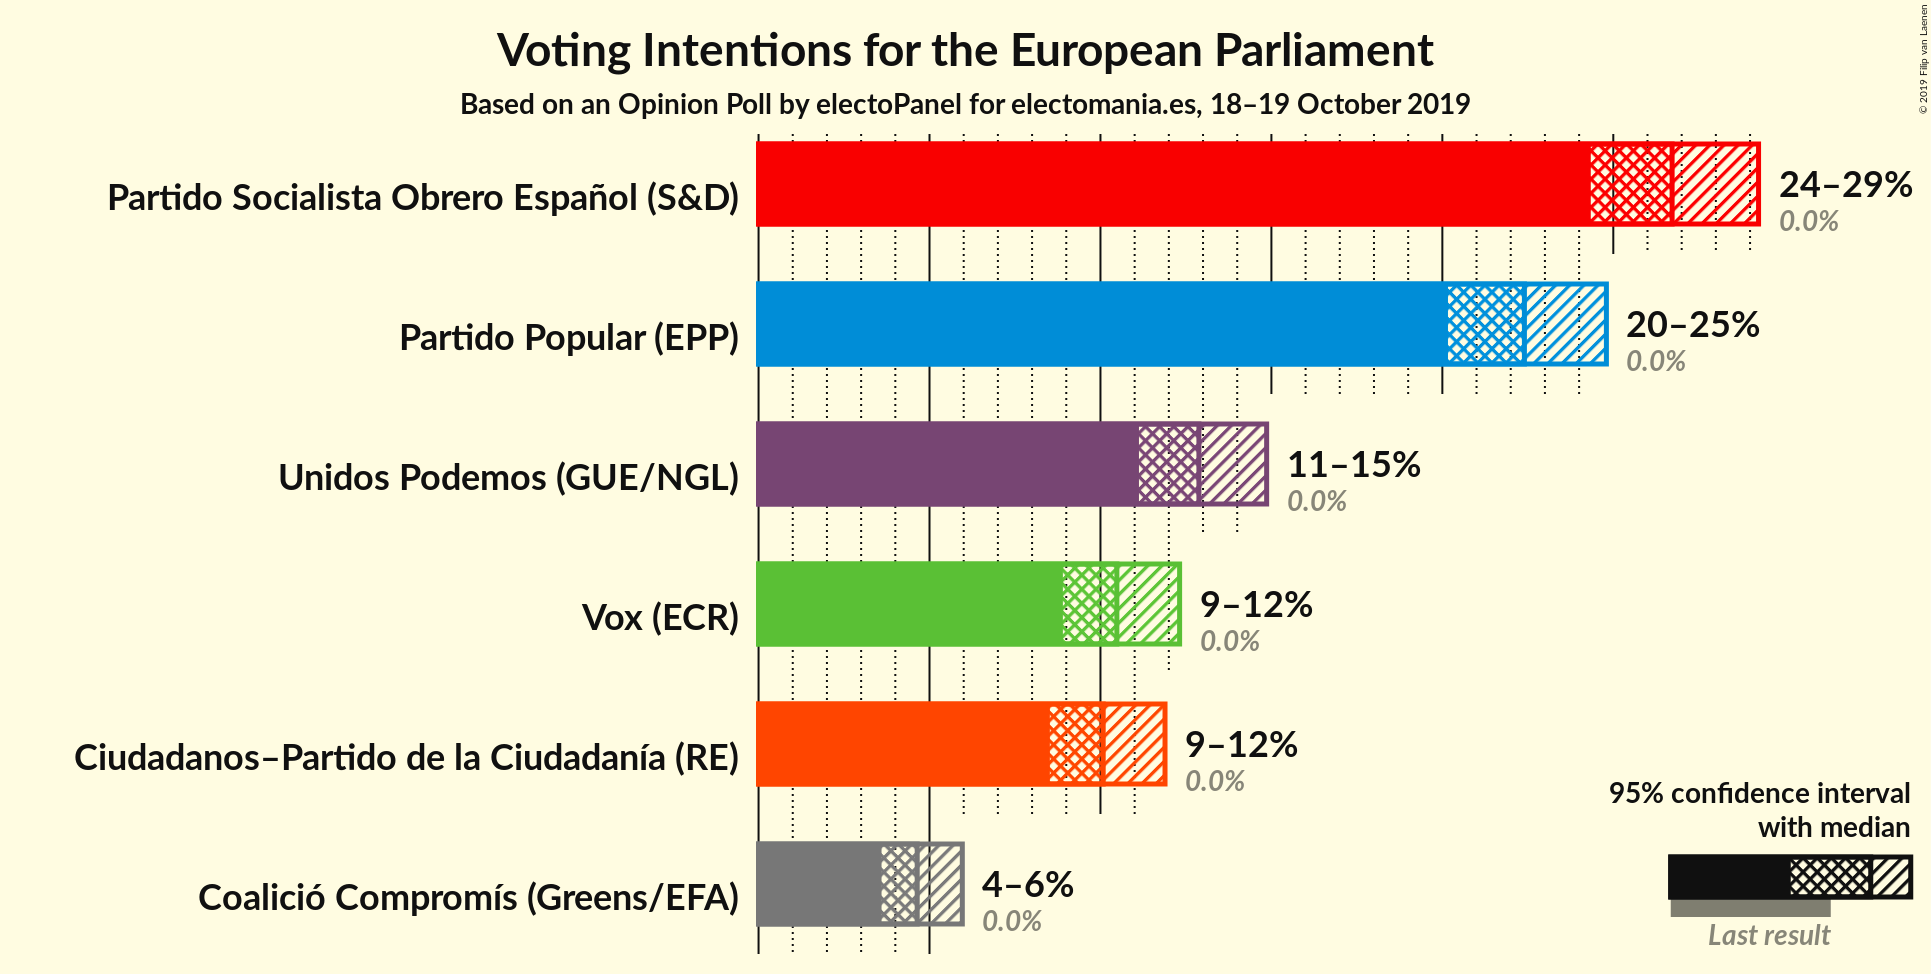 Voting Intentions for the European Parliament
Based on an Opinion Poll by electoPanel for electomania.es, 18–19 October 2019
© 2019 Filip van Laenen
Partido Socialista Obrero Español (S&D)
24–29%
0.0%
Partido Popular (EPP)
20–25%
0.0%
Unidos Podemos (GUE/NGL)
11–15%
0.0%
Vox (ECR)
9–12%
0.0%
Ciudadanos–Partido de la Ciudadanía (RE)
9–12%
0.0%
Coalició Compromís (Greens/EFA)
4–6%
0.0%
95% confidence interval
with median
Last result